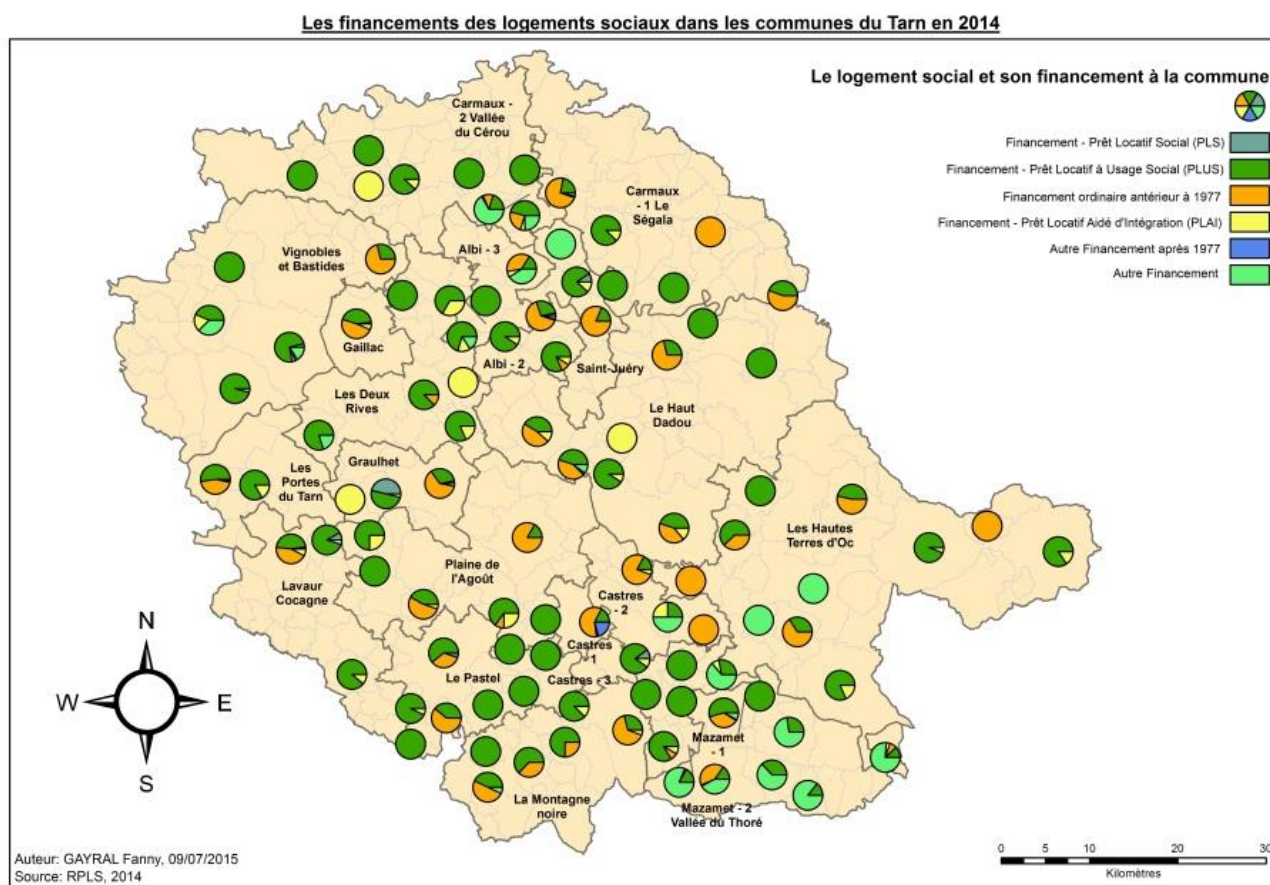 Les financements des logements sociaux dans les communes du Tarn en 2014
Le logement social et son financement à la commune
Financement - Prêt Locatif Social (PLS)
Financement - Prêt Locatif à Usage Social (PLUS)
Financement ordinaire antérieur à 1977
Financement - Prêt Locatif Aidé d'Intégration (PLAI)
Autre Financement après 1977
Autre Financement
Carmaux -
2 Vallée
du Cérou
Carmaux
- 1 Le
Ségala
Vignobles
et Bastides
Albi - 3
Gaillac
Albi - 2
Saint-Juéry
Les Deux
Rives
Le Haut
Dadou
Graulhet
Les
Portes
du Tarn
Les Hautes
Terres d'Oc
Plaine de
l'Agoût
Lavaur
Cocagne
Castres
- 2
Castres
1
Le Pastel
Castres - 3
Mazamet
- 1
La Montagne
noire
Mazamet - 2
Vallée du Thoré
N
W
E
S
Auteur: GAYRAL Fanny, 09/07/2015
Source: RPLS, 2014
0 5 10 20 30
Kilomètres